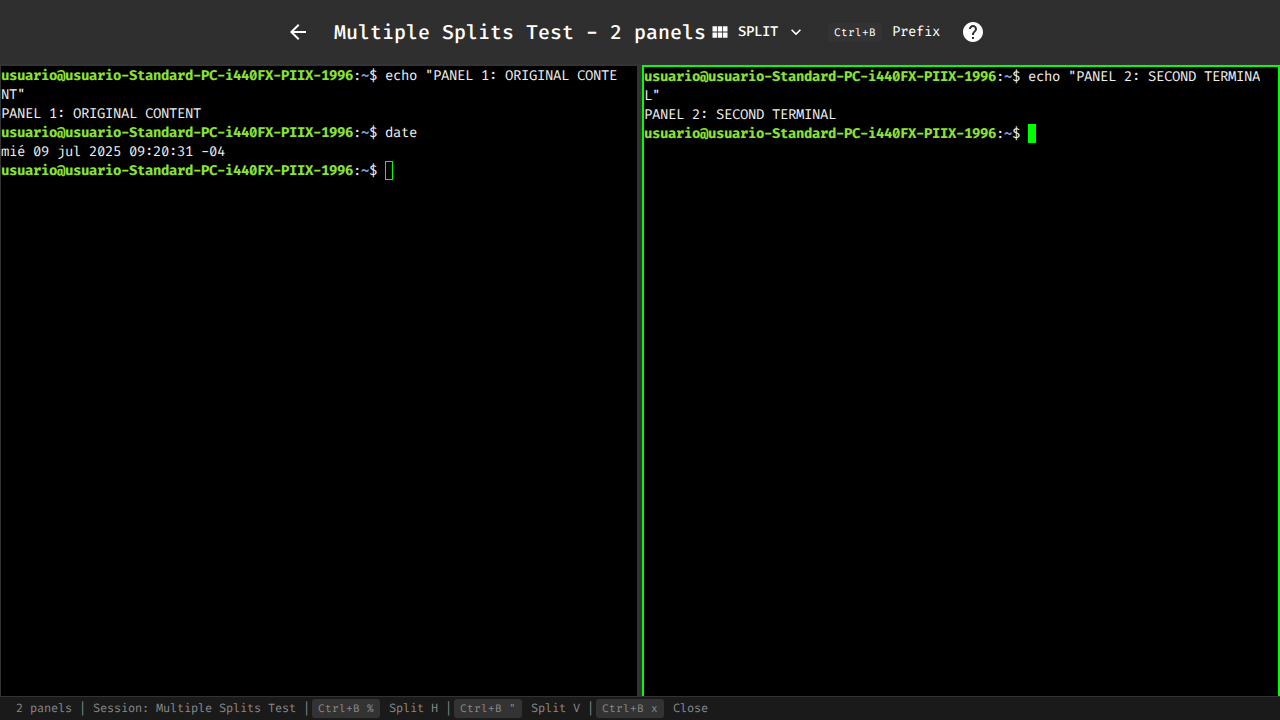 Multiple Splits Test - 2 panels SPLIT Ctrl+B Prefix ?
usuario@usuario-Standard-PC-i440FX-PIIX-1996:~$ echo "PANEL 1: ORIGINAL CONTE
NT"
PANEL 1: ORIGINAL CONTENT
usuario@usuario-Standard-PC-i440FX-PIIX-1996:~$ date
mié 09 jul 2025 09:20:31 -04
usuario@usuario-Standard-PC-i440FX-PIIX-1996:~$
usuario@usuario-Standard-PC-i440FX-PIIX-1996:~$ echo "PANEL 2: SECOND TERMINA
L"
PANEL 2: SECOND TERMINAL
usuario@usuario-Standard-PC-i440FX-PIIX-1996:~$
2 panels | Session: Multiple Splits Test | Ctrl+B % Split H | Ctrl+B " Split V | Ctrl+B x Close